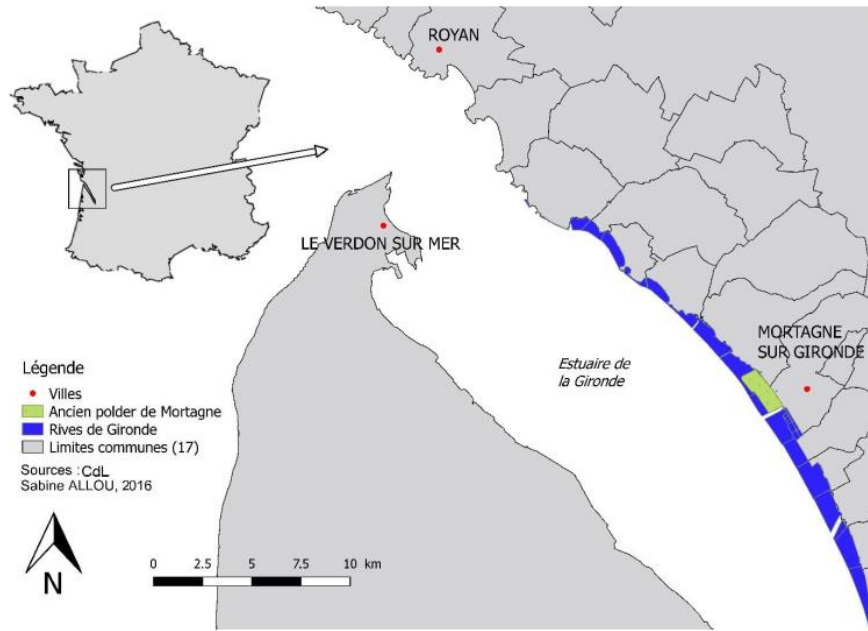 ROYAN
LE VERDON SUR MER
MORTAGNE
SUR GIRONDE
Estuaire de
la Gironde
Légende
Villes
Ancien polder de Mortagne
Rives de Gironde
Limites communes (17)
Sources : CdL
Sabine ALLOU, 2016
N
0 2.5 5 7.5 10 km